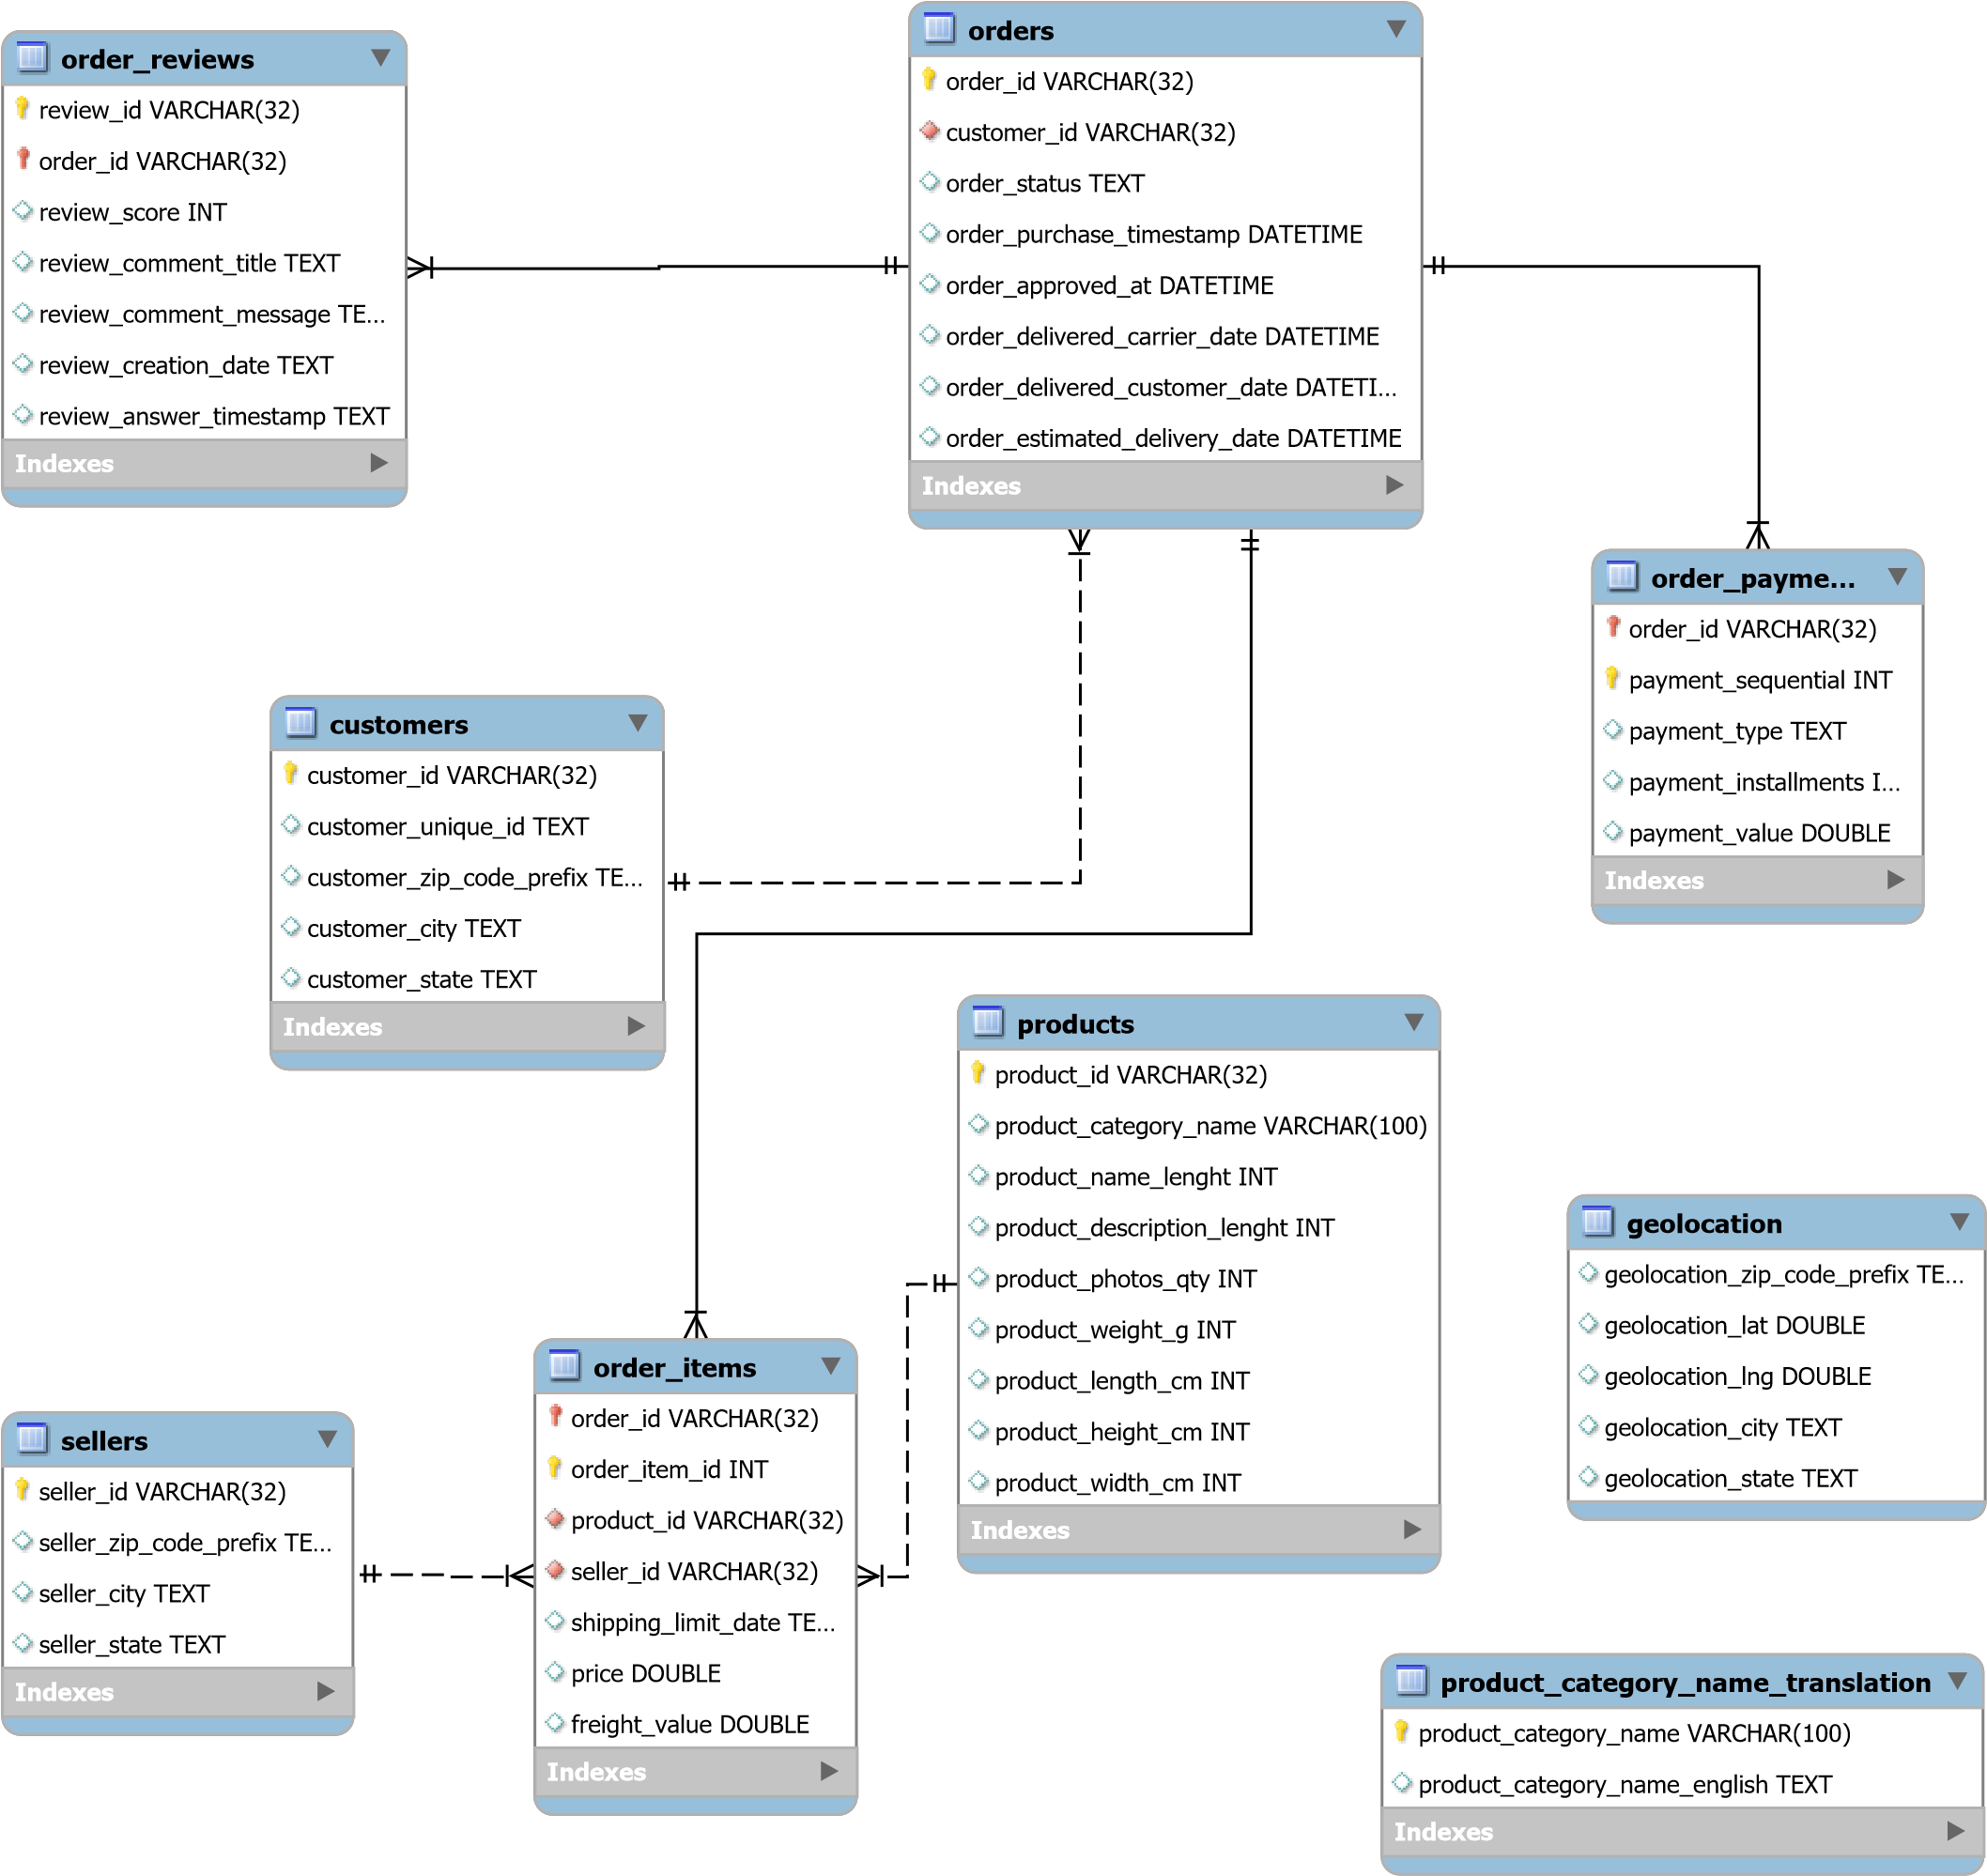 order_reviews
review_id VARCHAR(32)
order_id VARCHAR(32)
review_score INT
review_comment_title TEXT
review_comment_message TE...
review_creation_date TEXT
review_answer_timestamp TEXT
Indexes
orders
order_id VARCHAR(32)
customer_id VARCHAR(32)
order_status TEXT
order_purchase_timestamp DATETIME
order_approved_at DATETIME
order_delivered_carrier_date DATETIME
order_delivered_customer_date DATETI...
order_estimated_delivery_date DATETIME
Indexes
order_payme...
order_id VARCHAR(32)
payment_sequential INT
payment_type TEXT
payment_installments I...
payment_value DOUBLE
Indexes
customers
customer_id VARCHAR(32)
customer_unique_id TEXT
customer_zip_code_prefix TE...
customer_city TEXT
customer_state TEXT
Indexes
products
product_id VARCHAR(32)
product_category_name VARCHAR(100)
product_name_lenght INT
product_description_lenght INT
product_photos_qty INT
product_weight_g INT
product_length_cm INT
product_height_cm INT
product_width_cm INT
Indexes
geolocation
geolocation_zip_code_prefix TE...
geolocation_lat DOUBLE
geolocation_lng DOUBLE
geolocation_city TEXT
geolocation_state TEXT
order_items
order_id VARCHAR(32)
order_item_id INT
product_id VARCHAR(32)
seller_id VARCHAR(32)
shipping_limit_date TE...
price DOUBLE
freight_value DOUBLE
Indexes
sellers
seller_id VARCHAR(32)
seller_zip_code_prefix TE...
seller_city TEXT
seller_state TEXT
Indexes
product_category_name_translation
product_category_name VARCHAR(100)
product_category_name_english TEXT
Indexes